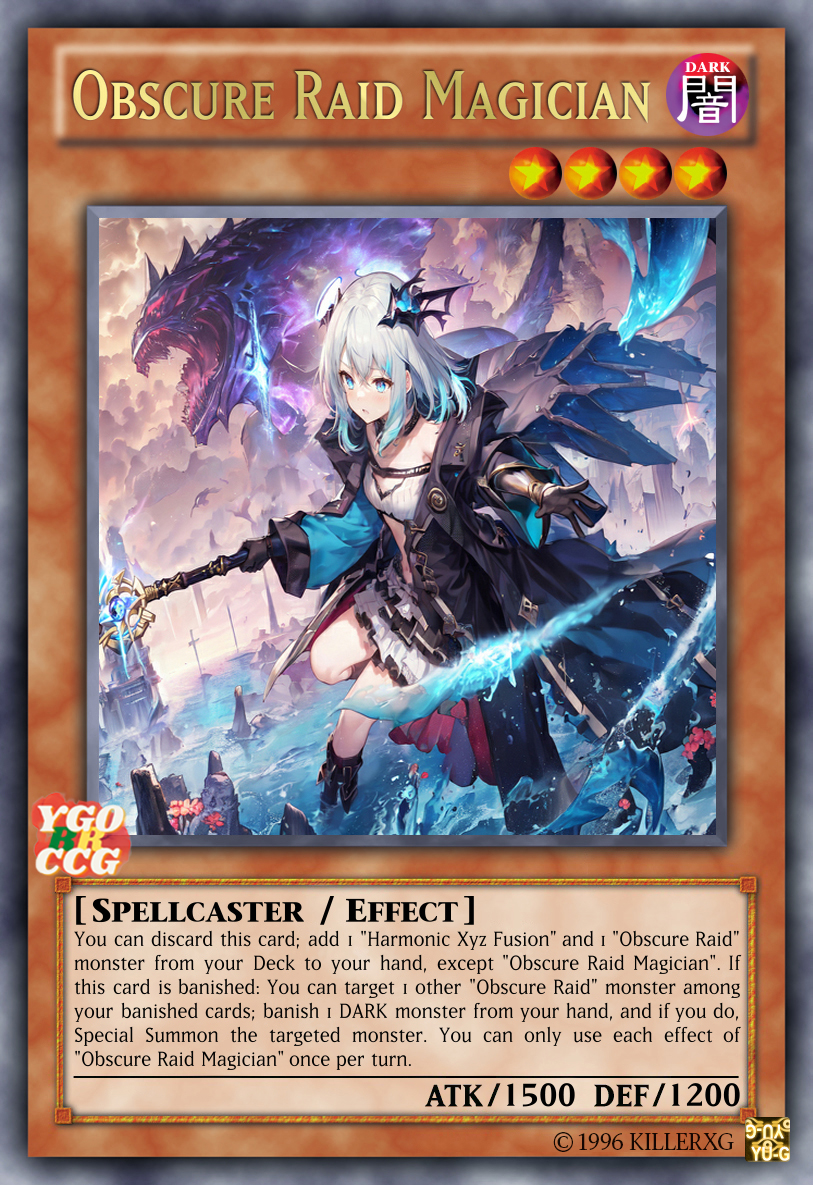 OBSCURE RAID MAGICIAN
DARK
闇
YGO
RR
CCG
[ SPELLCASTER / EFFECT ]
You can discard this card; add 1 "Harmonic Xyz Fusion" and 1 "Obscure Raid"
monster from your Deck to your hand, except "Obscure Raid Magician". If
this card is banished: You can target 1 other "Obscure Raid" monster among
your banished cards; banish 1 DARK monster from your hand, and if you do,
Special Summon the targeted monster. You can only use each effect of
"Obscure Raid Magician" once per turn.
ATK/1500 DEF/1200
© 1996 KILLERXG
YU-G